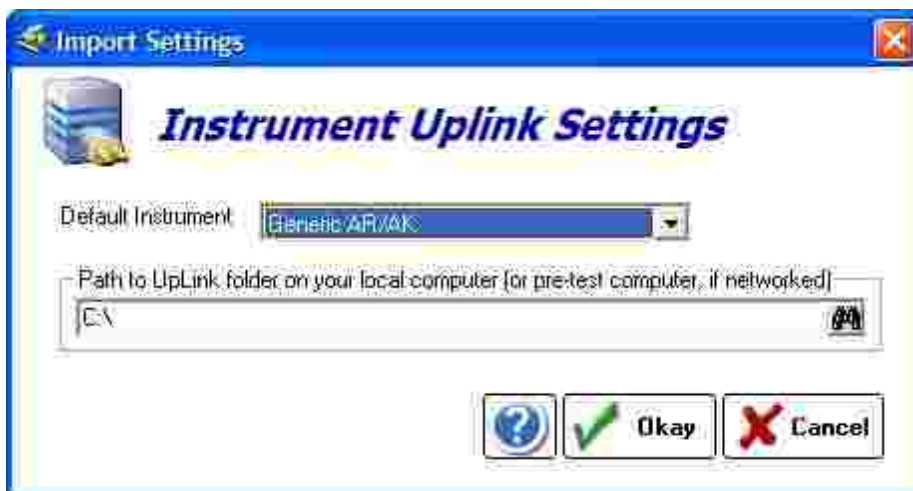 Import Settings
Instrument Uplink Settings
Default Instrument
Generic AR/AK
Path to UpLink folder on your local computer (or pre-test computer, if networked)
C:\
Okay
Cancel